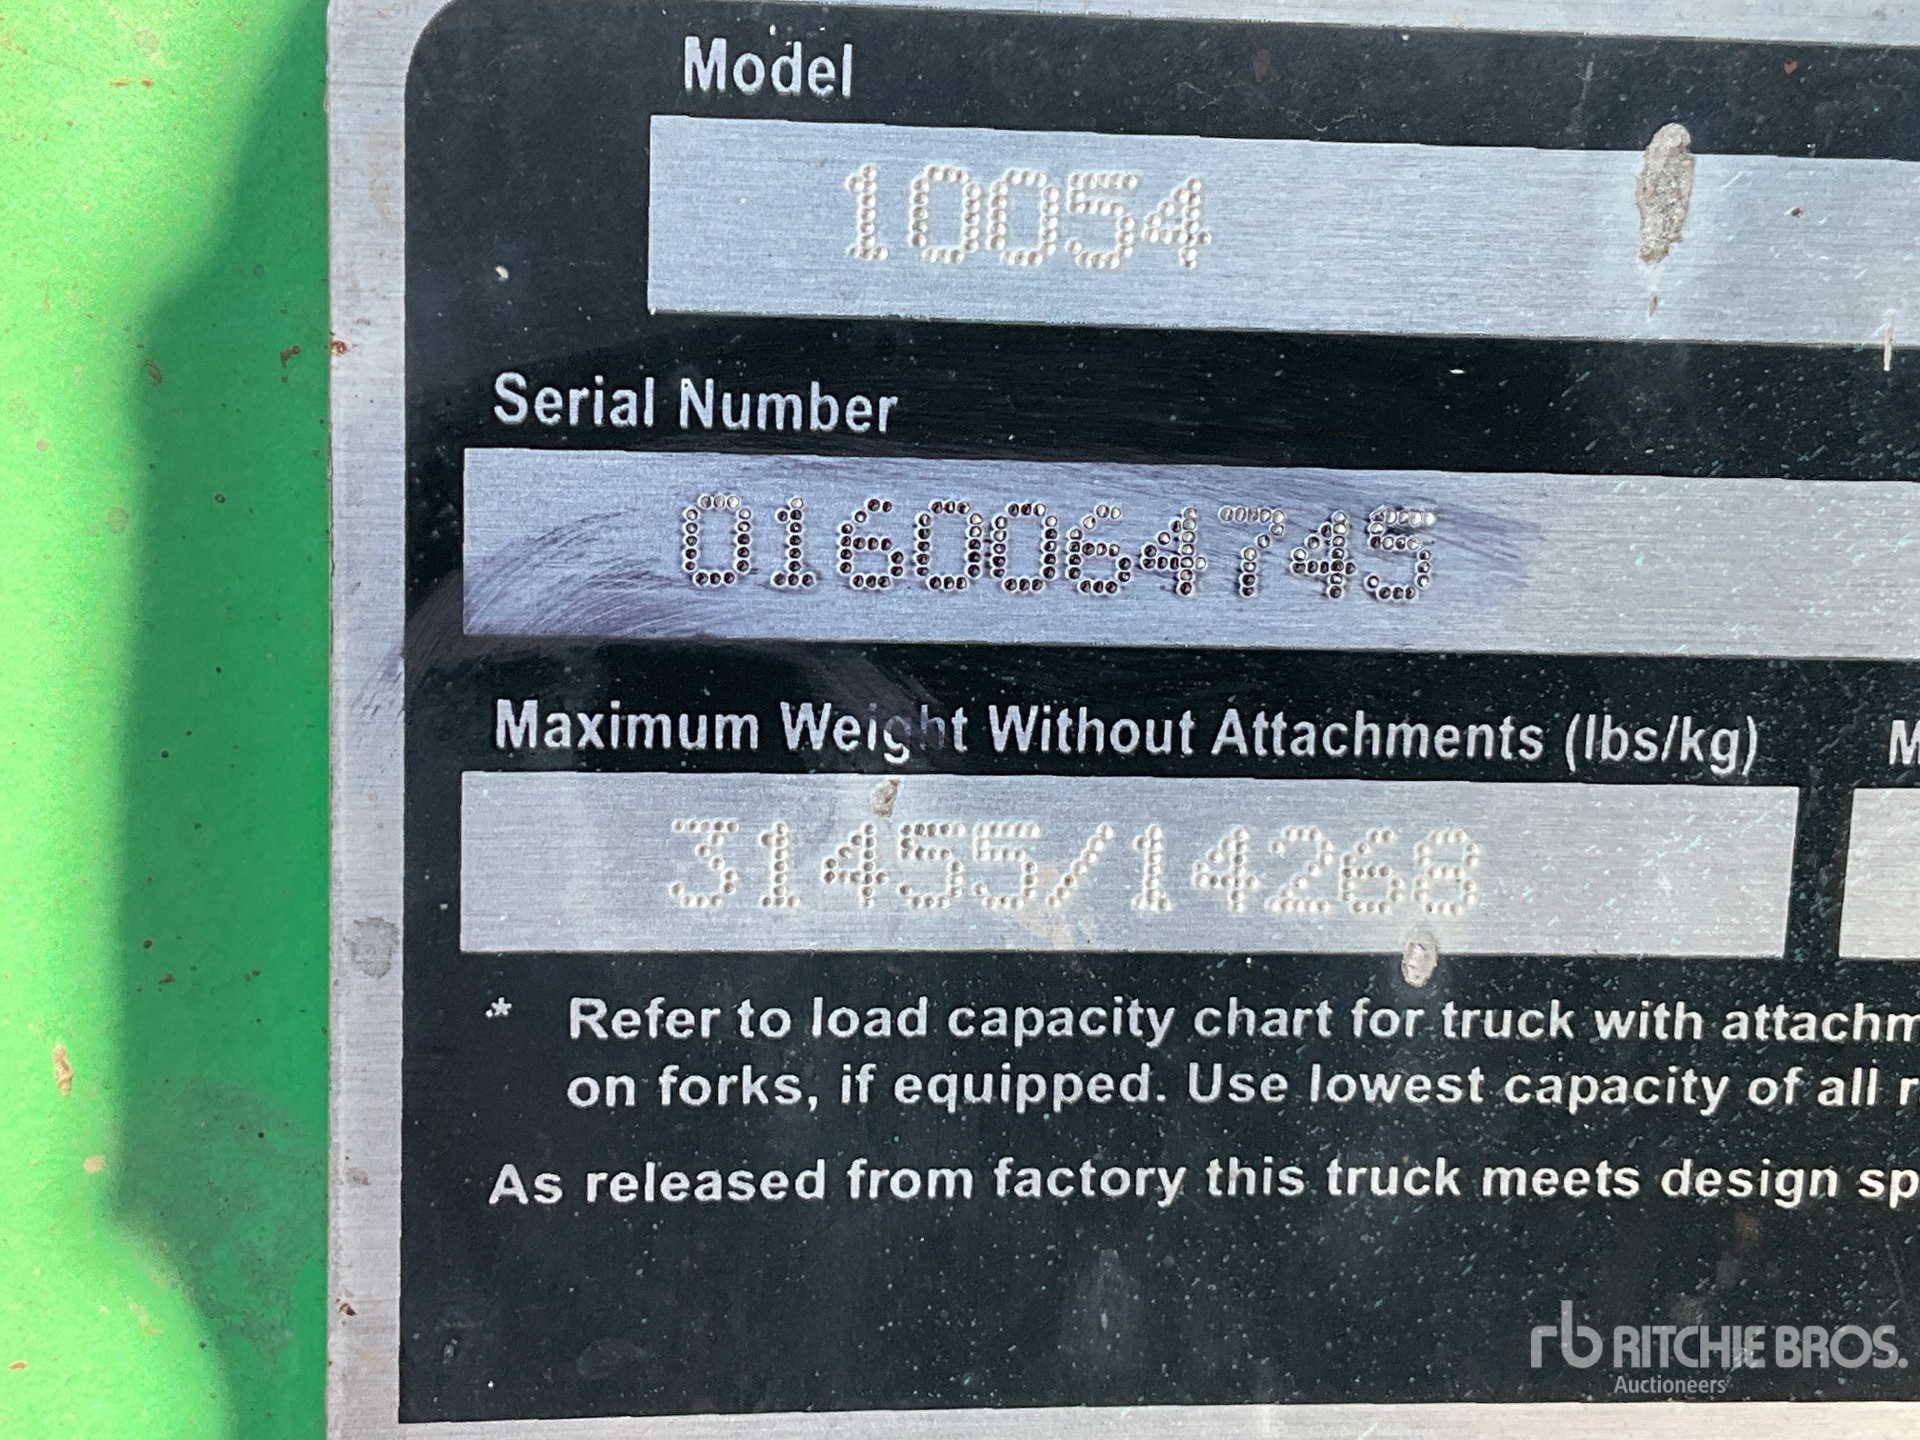 Model
10054
Serial Number
0160064745
Maximum Weight Without Attachments (lbs/kg)
M
31455/14268
* Refer to load capacity chart for truck with attachm
on forks, if equipped. Use lowest capacity of all r
As released from factory this truck meets design sp
rb RITCHIE BROS.
Auctioneers